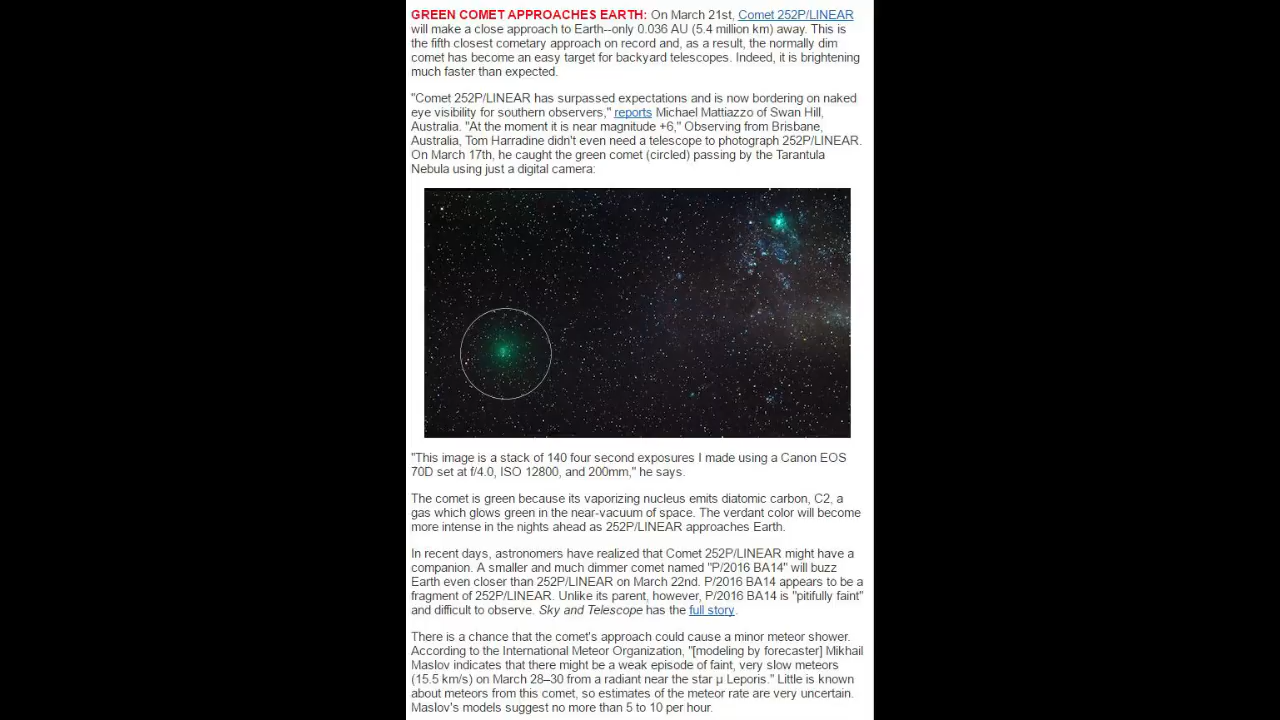 GREEN COMET APPROACHES EARTH: On March 21st, Comet 252P/LINEAR
will make a close approach to Earth--only 0.036 AU (5.4 million km) away. This is
the fifth closest cometary approach on record and, as a result, the normally dim
comet has become an easy target for backyard telescopes. Indeed, it is brightening
much faster than expected.
"Comet 252P/LINEAR has surpassed expectations and is now bordering on naked
eye visibility for southern observers," reports Michael Mattiazzo of Swan Hill,
Australia. "At the moment it is near magnitude +6," Observing from Brisbane,
Australia, Tom Harradine didn't even need a telescope to photograph 252P/LINEAR.
On March 17th, he caught the green comet (circled) passing by the Tarantula
Nebula using just a digital camera:
"This image is a stack of 140 four second exposures I made using a Canon EOS
70D set at f/4.0, ISO 12800, and 200mm," he says.
The comet is green because its vaporizing nucleus emits diatomic carbon, C2, a
gas which glows green in the near-vacuum of space. The verdant color will become
more intense in the nights ahead as 252P/LINEAR approaches Earth.
In recent days, astronomers have realized that Comet 252P/LINEAR might have a
companion. A smaller and much dimmer comet named "P/2016 BA14" will buzz
Earth even closer than 252P/LINEAR on March 22nd. P/2016 BA14 appears to be a
fragment of 252P/LINEAR. Unlike its parent, however, P/2016 BA14 is "pitifully faint"
and difficult to observe. Sky and Telescope has the full story.
There is a chance that the comet's approach could cause a minor meteor shower.
According to the International Meteor Organization, "[modeling by forecaster] Mikhail
Maslov indicates that there might be a weak episode of faint, very slow meteors
(15.5 km/s) on March 28–30 from a radiant near the star µ Leporis." Little is known
about meteors from this comet, so estimates of the meteor rate are very uncertain.
Maslov's models suggest no more than 5 to 10 per hour.